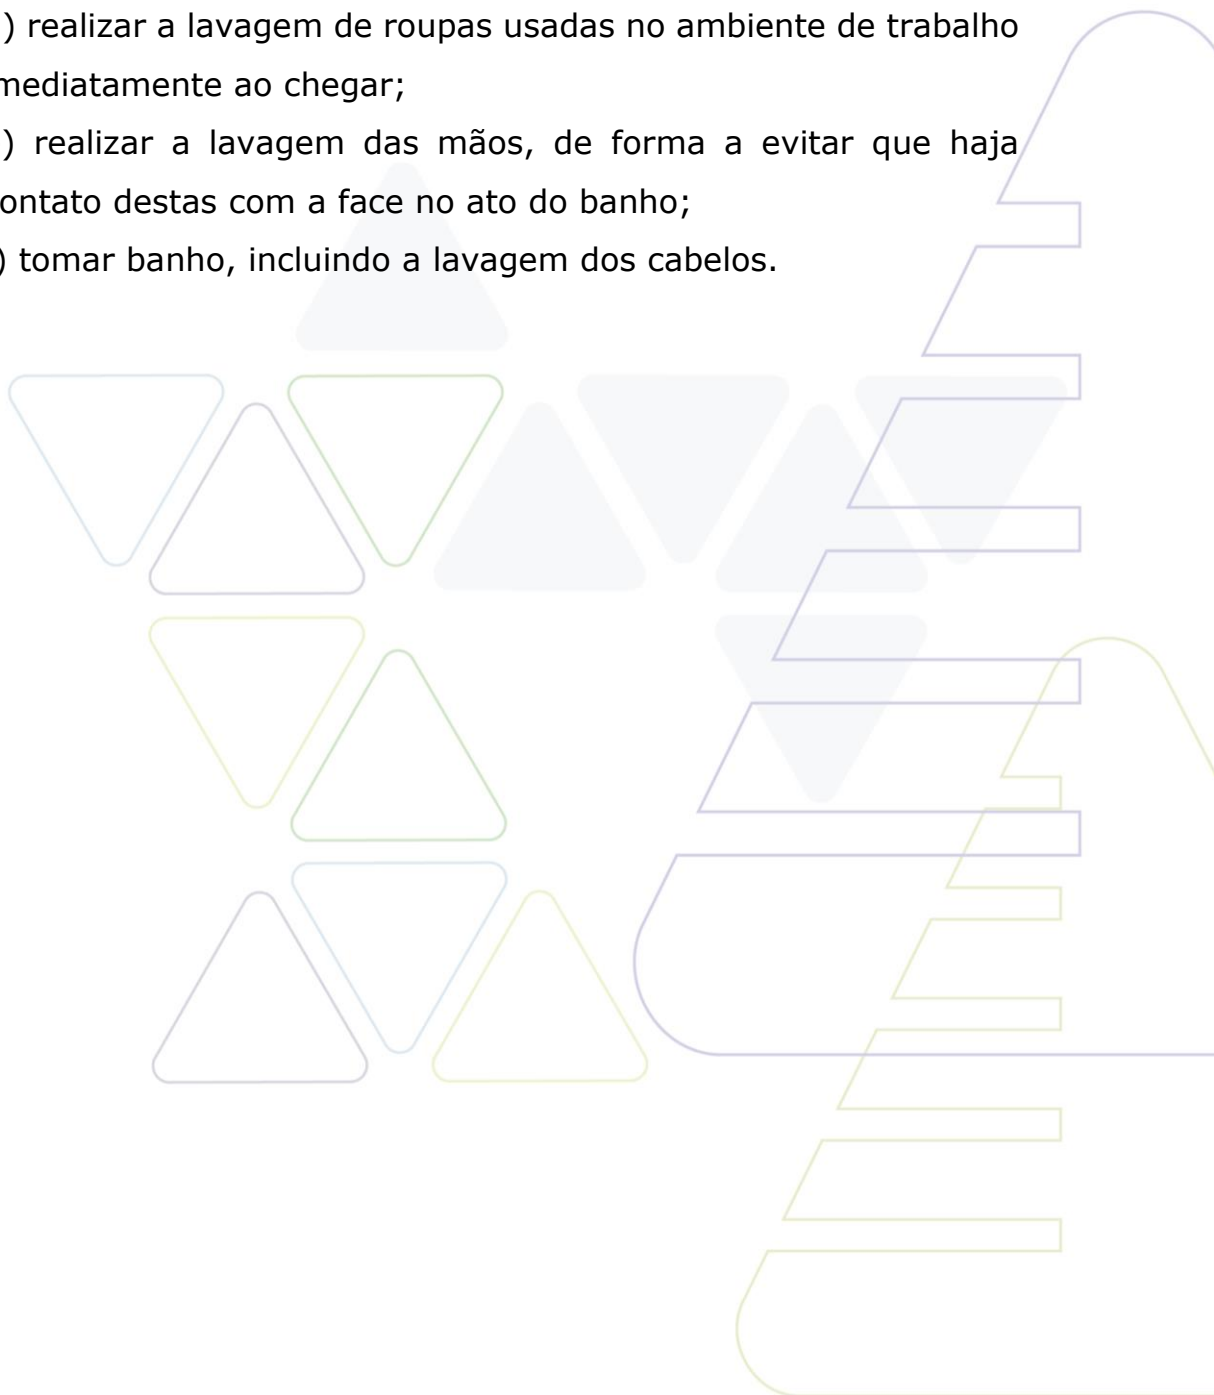 ) realizar a lavagem de roupas usadas no ambiente de trabalho
mediatamente ao chegar;
) realizar a lavagem das mãos, de forma a evitar que haja
ontato destas com a face no ato do banho;
) tomar banho, incluindo a lavagem dos cabelos.